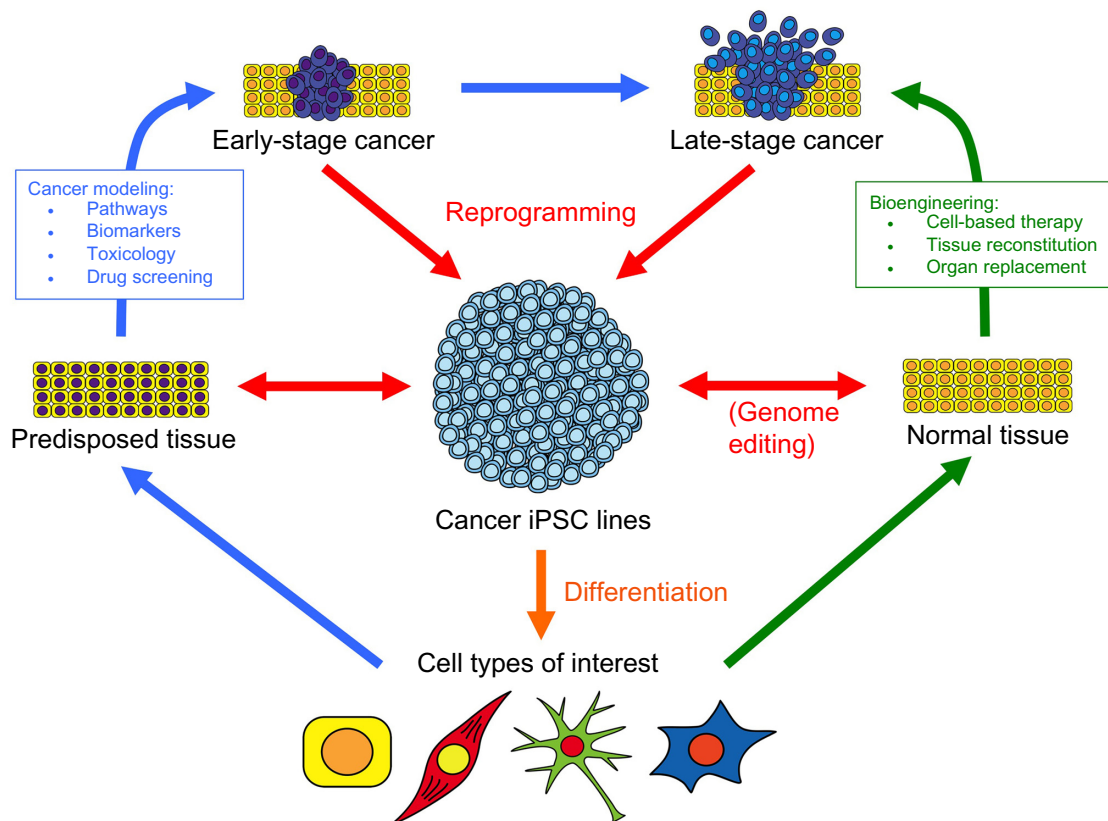 Early-stage cancer
Late-stage cancer
Cancer modeling:
• Pathways
• Biomarkers
• Toxicology
• Drug screening
Reprogramming
Bioengineering:
• Cell-based therapy
• Tissue reconstitution
• Organ replacement
Predisposed tissue
(Genome
editing)
Normal tissue
Cancer iPSC lines
Differentiation
Cell types of interest